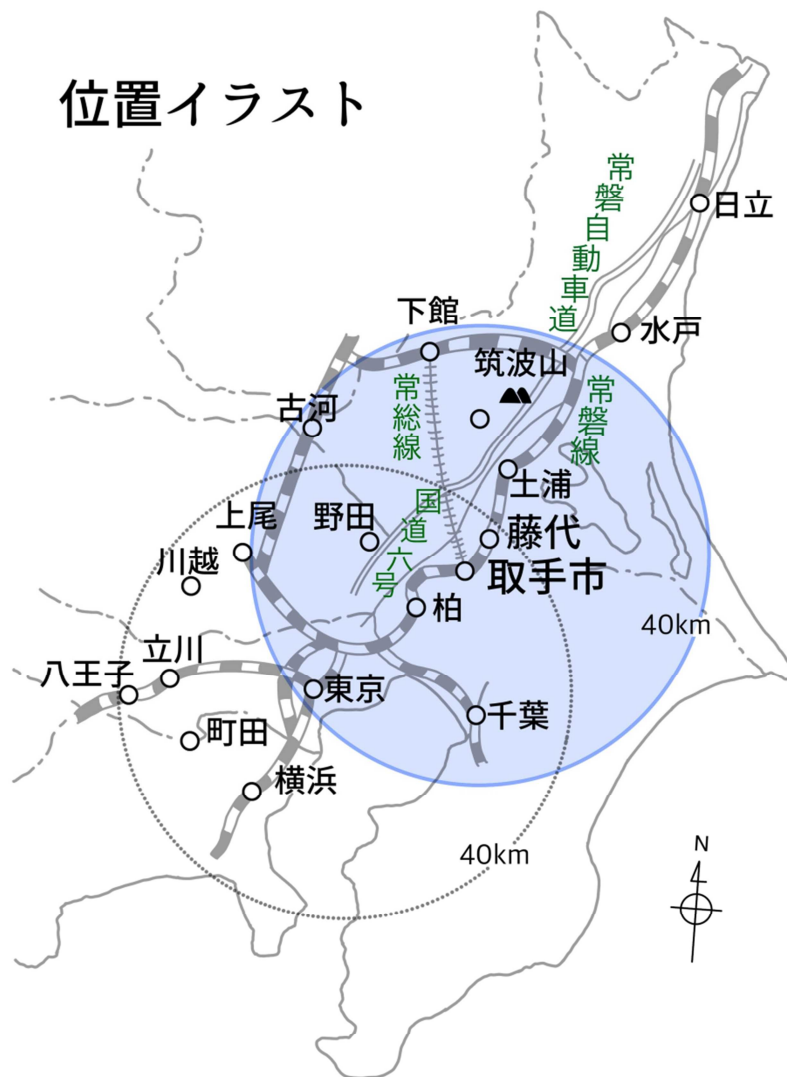 位置イラスト
常磐自動車道
日立
下館
水戸
筑波山
常総線
常磐線
古河
土浦
国道六号
野田
上尾
藤代
川越
取手市
柏
40km
立川
八王子
東京
千葉
町田
横浜
40km
N